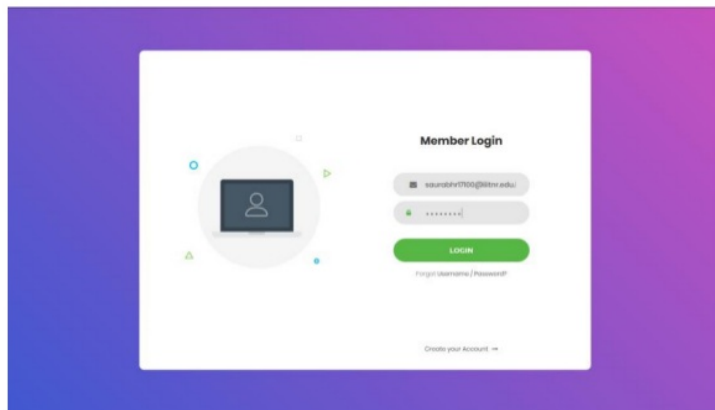 Member Login
saurabhr17100@iiitnr.edu.i
LOGIN
Forgot Username / Password?
Create your Account →